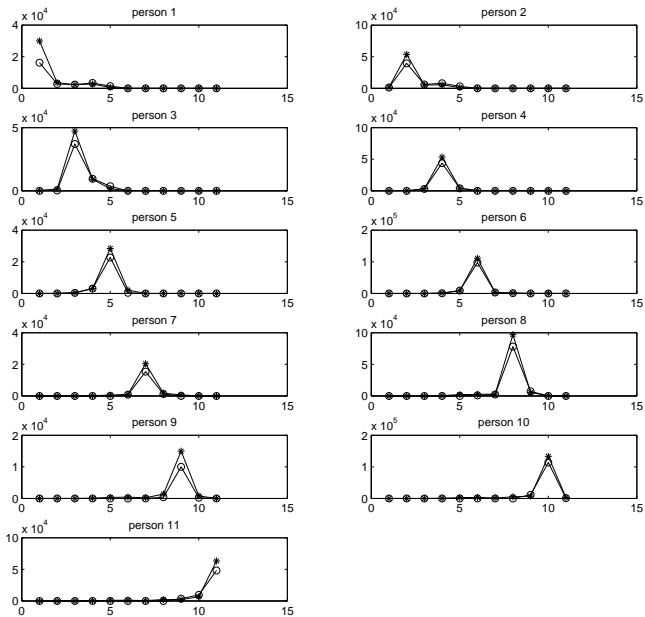 person 1
x 10^4
4
2
0
0 5 10 15
person 2
x 10^4
10
5
0
0 5 10 15
person 3
x 10^4
5
0
0 5 10 15
person 4
x 10^4
10
5
0
0 5 10 15
person 5
x 10^4
4
2
0
0 5 10 15
person 6
x 10^5
2
1
0
0 5 10 15
person 7
x 10^4
4
2
0
0 5 10 15
person 8
x 10^4
10
5
0
0 5 10 15
person 9
x 10^4
2
1
0
0 5 10 15
person 10
x 10^5
2
1
0
0 5 10 15
person 11
x 10^4
10
5
0
0 5 10 15